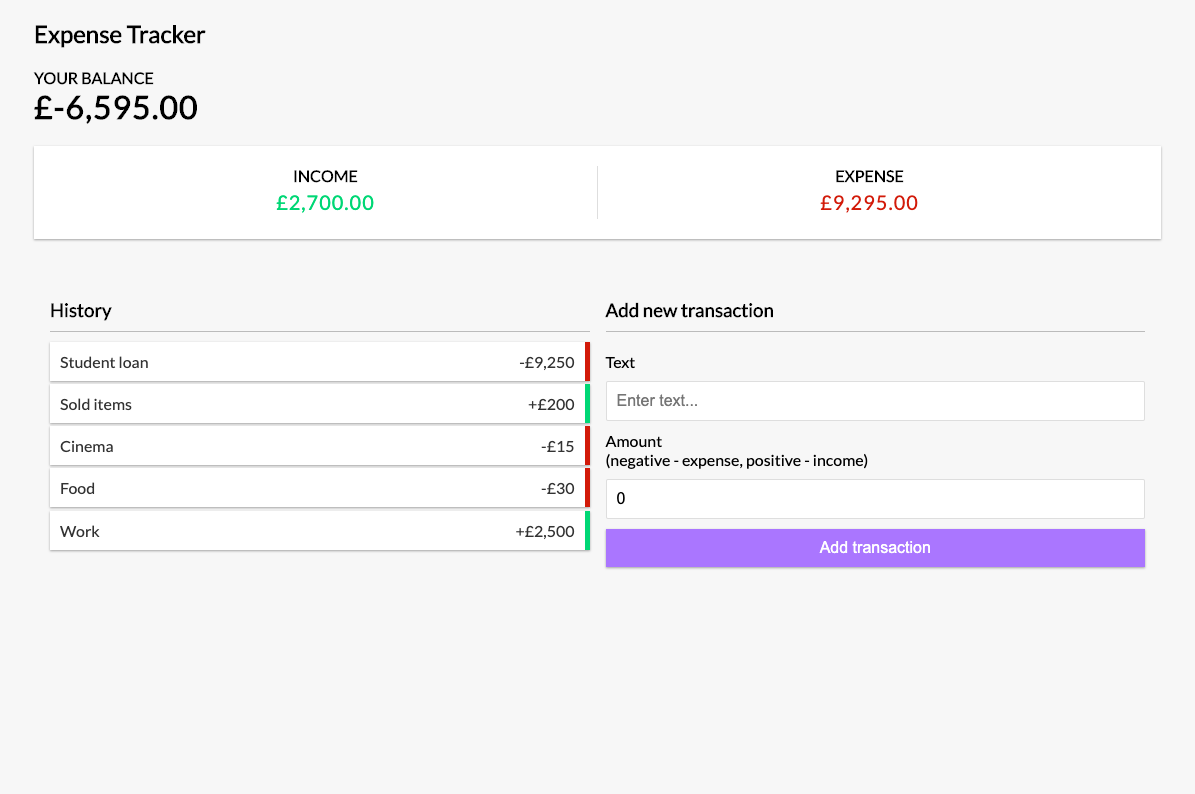 Expense Tracker
YOUR BALANCE
£-6,595.00
INCOME
£2,700.00
EXPENSE
£9,295.00
History
Student loan -£9,250
Sold items +£200
Cinema -£15
Food -£30
Work +£2,500
Add new transaction
Text
Enter text...
Amount
(negative - expense, positive - income)
0
Add transaction